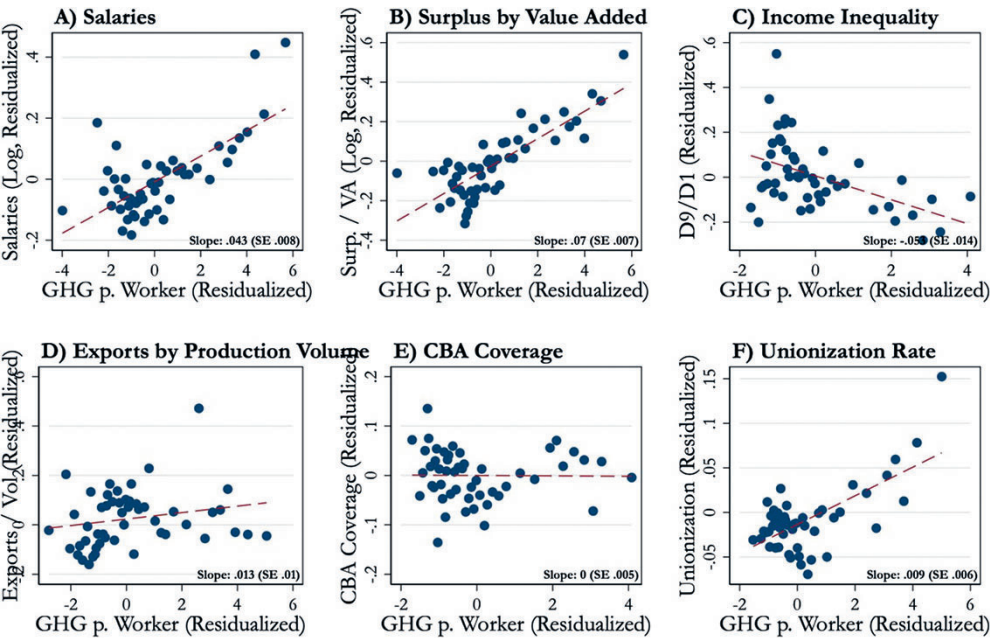 A) Salaries
Salaries (Log, Residualized)
.4
.2
0
-.2
Slope: .043 (SE .008)
-4 -2 0 2 4 6
GHG p. Worker (Residualized)
B) Surplus by Value Added
Surp. / VA (Log, Residualized)
.6
.4
.2
0
-.2
-.4
Slope: .07 (SE .007)
-4 -2 0 2 4 6
GHG p. Worker (Residualized)
C) Income Inequality
D9/D1 (Residualized)
.6
.4
.2
0
-.2
Slope: -.053 (SE .014)
-2 0 2 4
GHG p. Worker (Residualized)
D) Exports by Production Volume
Exports / Vol. (Residualized)
.6
.4
.2
0
-.2
Slope: .013 (SE .01)
-2 0 2 4 6
GHG p. Worker (Residualized)
E) CBA Coverage
CBA Coverage (Residualized)
.2
.1
0
-.1
-.2
Slope: 0 (SE .005)
-2 0 2 4
GHG p. Worker (Residualized)
F) Unionization Rate
Unionization (Residualized)
.15
.1
.05
0
-.05
Slope: .009 (SE .006)
-2 0 2 4 6
GHG p. Worker (Residualized)